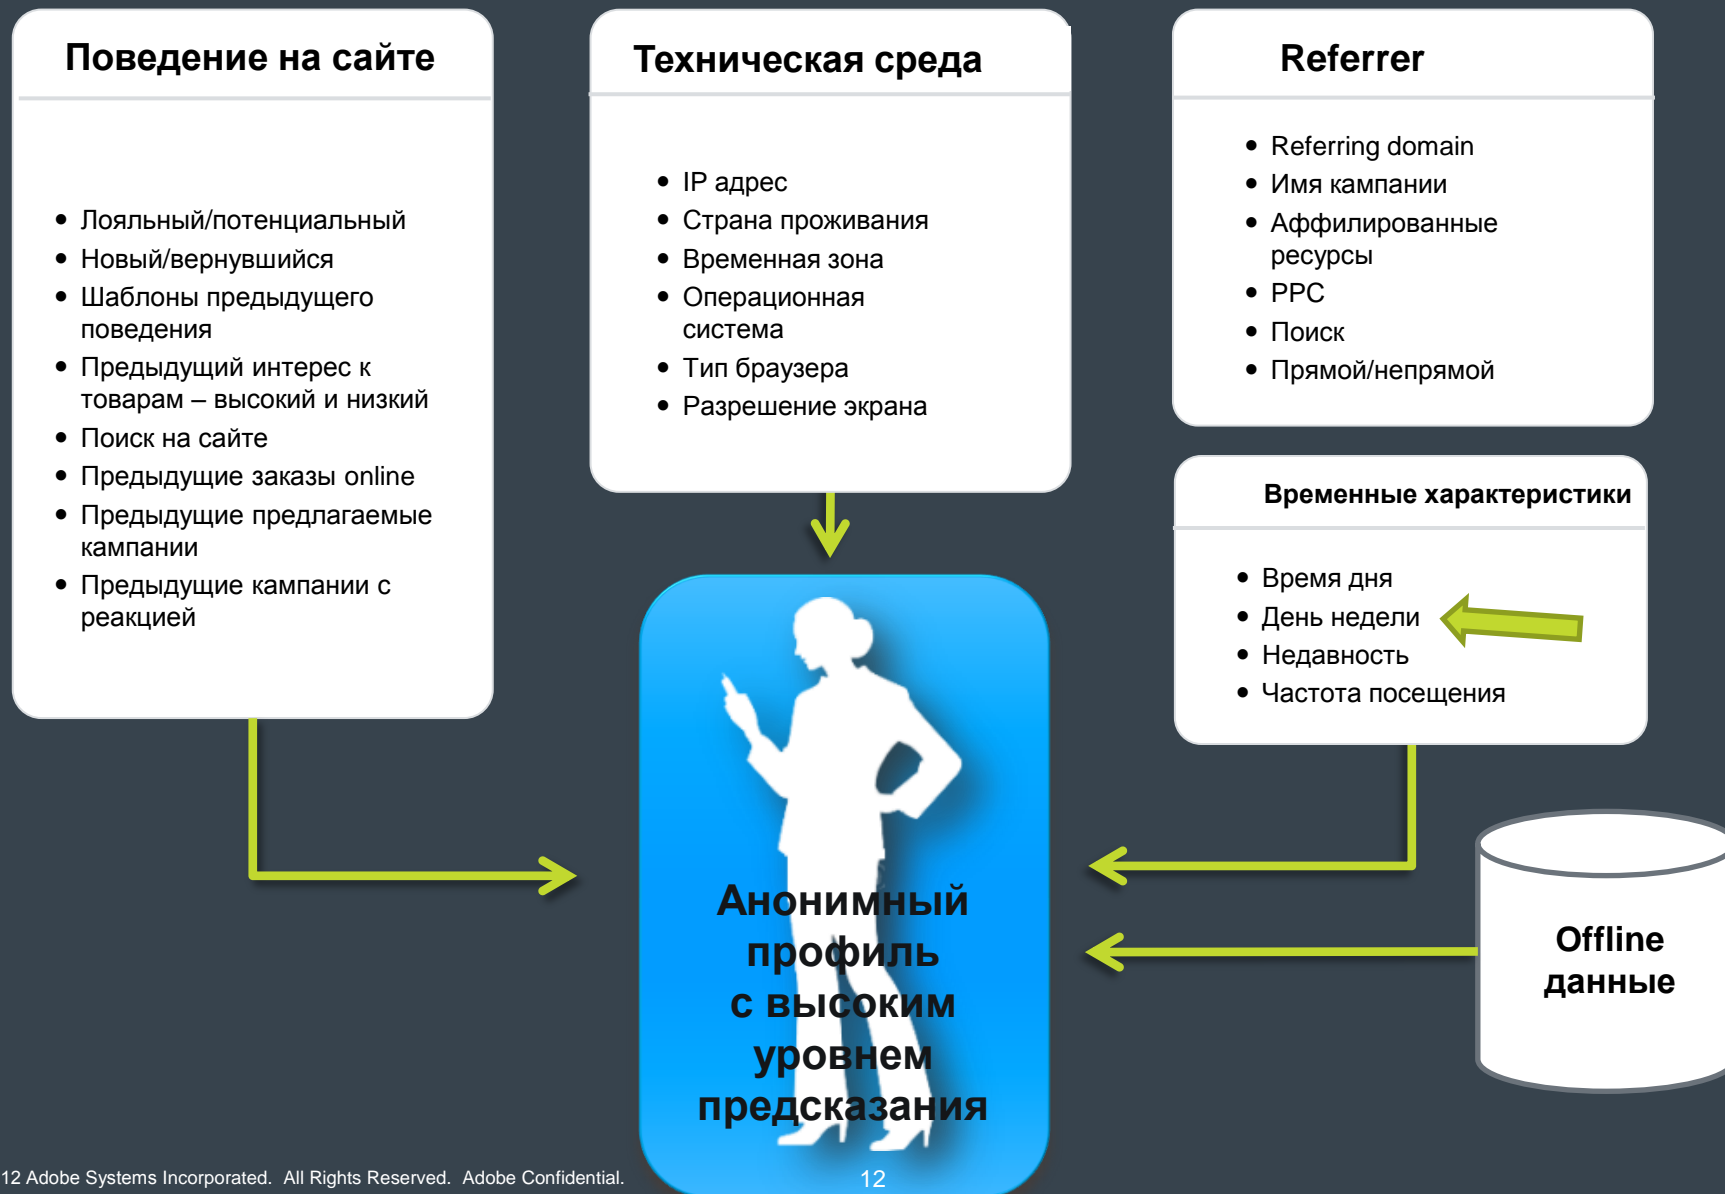 Поведение на сайте
Лояльный/потенциальный
Новый/вернувшийся
Шаблоны предыдущего
поведения
Предыдущий интерес к
товарам – высокий и низкий
Поиск на сайте
Предыдущие заказы online
Предыдущие предлагаемые
кампании
Предыдущие кампании с
реакцией
Техническая среда
IP адрес
Страна проживания
Временная зона
Операционная
система
Тип браузера
Разрешение экрана
Referrer
Referring domain
Имя кампании
Аффилированные
ресурсы
PPC
Поиск
Прямой/непрямой
Временные характеристики
Время дня
День недели
Недавность
Частота посещения
Анонимный
профиль
с высоким
уровнем
предсказания
Offline
данные
12 Adobe Systems Incorporated. All Rights Reserved. Adobe Confidential.
12